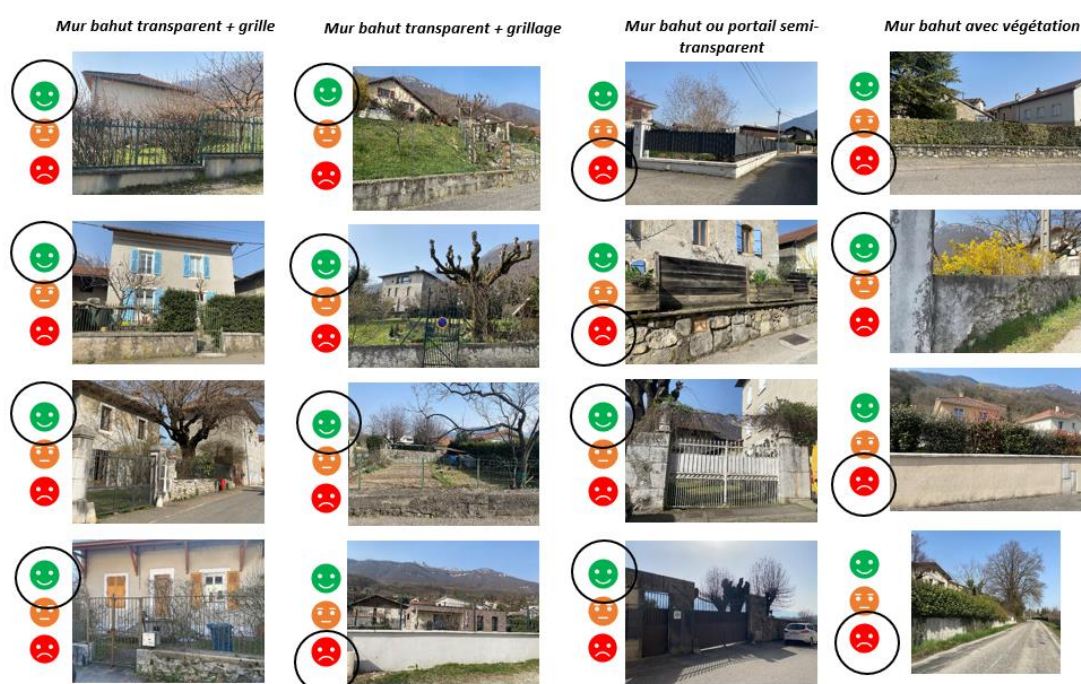 Mur bahut transparent + grille
Mur bahut transparent + grillage
Mur bahut ou portail semi-
transparent
Mur bahut avec végétation